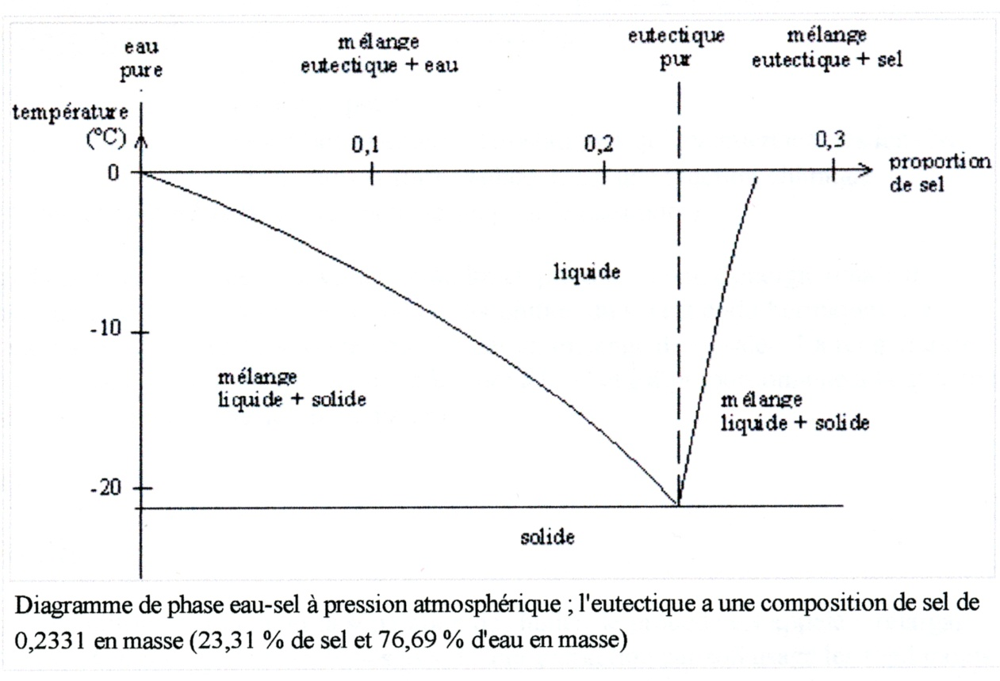 eau
pure
mélange
eutectique + eau
eutectique
pur
mélange
eutectique + sel
température
(°C)
0,1
0,2
0,3
0
proportion
de sel
liquide
-10
mélange
liquide + solide
mélange
liquide + solide
-20
solide
Diagramme de phase eau-sel à pression atmosphérique ; l'eutectique a une composition de sel de
0,2331 en masse (23,31 % de sel et 76,69 % d'eau en masse)